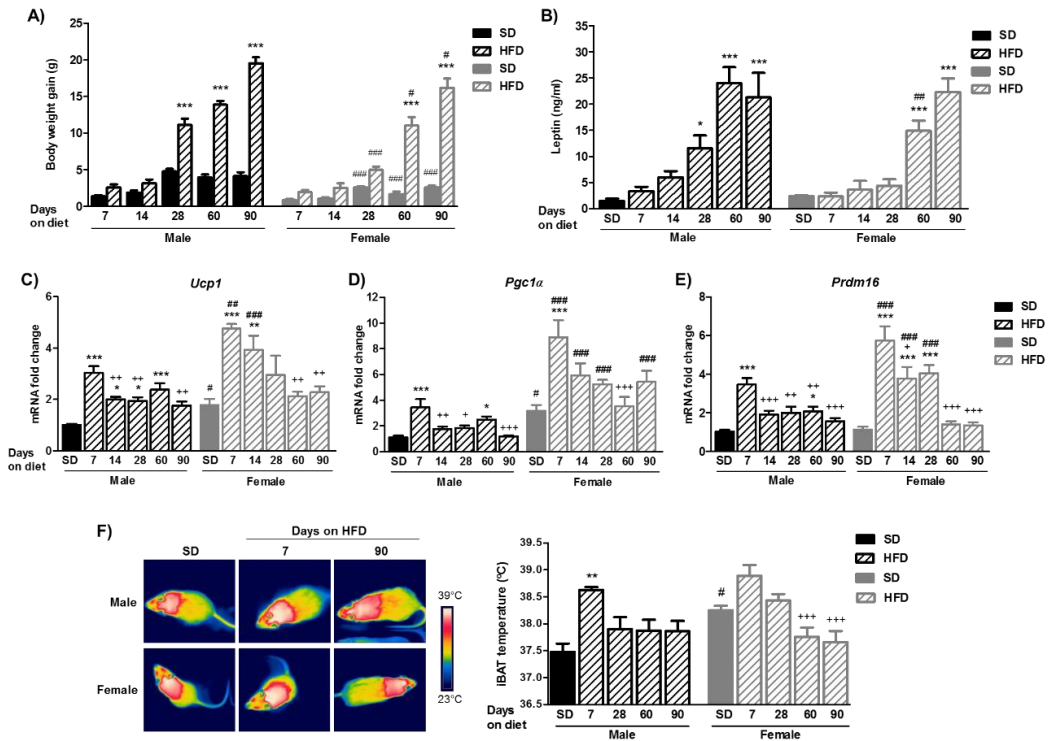 A)
Body weight gain (g)
25
20
15
10
5
0
SD
HFD
SD
HFD
***
***
***
###
###
#
***
###
#
***
###
Days on diet
7 14 28 60 90 7 14 28 60 90
Male Female
B)
Leptin (ng/ml)
35
30
25
20
15
10
5
0
SD
HFD
SD
HFD
*
***
***
##
***
***
Days on diet
SD 7 14 28 60 90 SD 7 14 28 60 90
Male Female
C)
Ucp1
mRNA fold change
6
4
2
0
***
++
*
++
*
***
++
#
##
***
###
**
++
++
Days on diet
SD 7 14 28 60 90 SD 7 14 28 60 90
Male Female
D)
Pgc1α
mRNA fold change
12
10
8
6
4
2
0
***
++
+
*
+++
#
###
***
###
###
+++
###
SD 7 14 28 60 90 SD 7 14 28 60 90
Male Female
E)
Prdm16
mRNA fold change
8
6
4
2
0
***
+++
++
++
*
+++
###
***
###
+
***
###
***
+++
+++
SD
HFD
SD
HFD
SD 7 14 28 60 90 SD 7 14 28 60 90
Male Female
F)
Days on HFD
SD 7 90
Male
Female
39°C
23°C
iBAT temperature (ºC)
39.5
39.0
38.5
38.0
37.5
37.0
36.5
**
#
+++
+++
SD
HFD
SD
HFD
Days on diet
SD 7 28 60 90 SD 7 28 60 90
Male Female